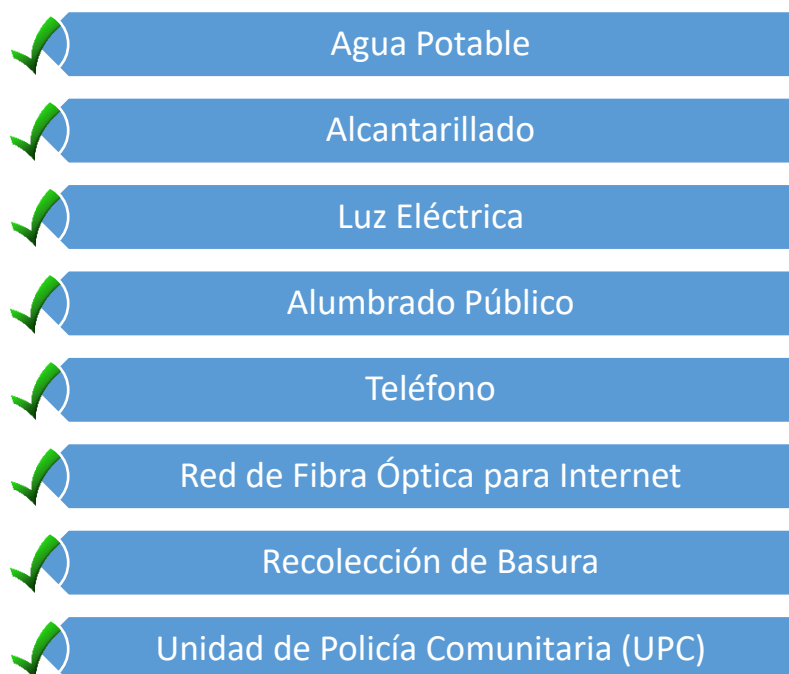 Agua Potable
Alcantarillado
Luz Eléctrica
Alumbrado Público
Teléfono
Red de Fibra Óptica para Internet
Recolección de Basura
Unidad de Policía Comunitaria (UPC)